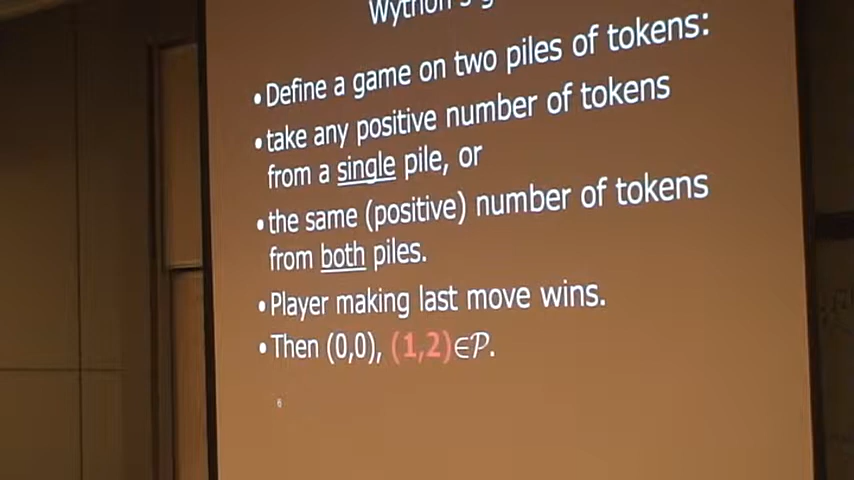 • Define a game on two piles of tokens:
• take any positive number of tokens
from a single pile, or
• the same (positive) number of tokens
from both piles.
• Player making last move wins.
• Then (0,0), (1,2)∈𝒫.
6